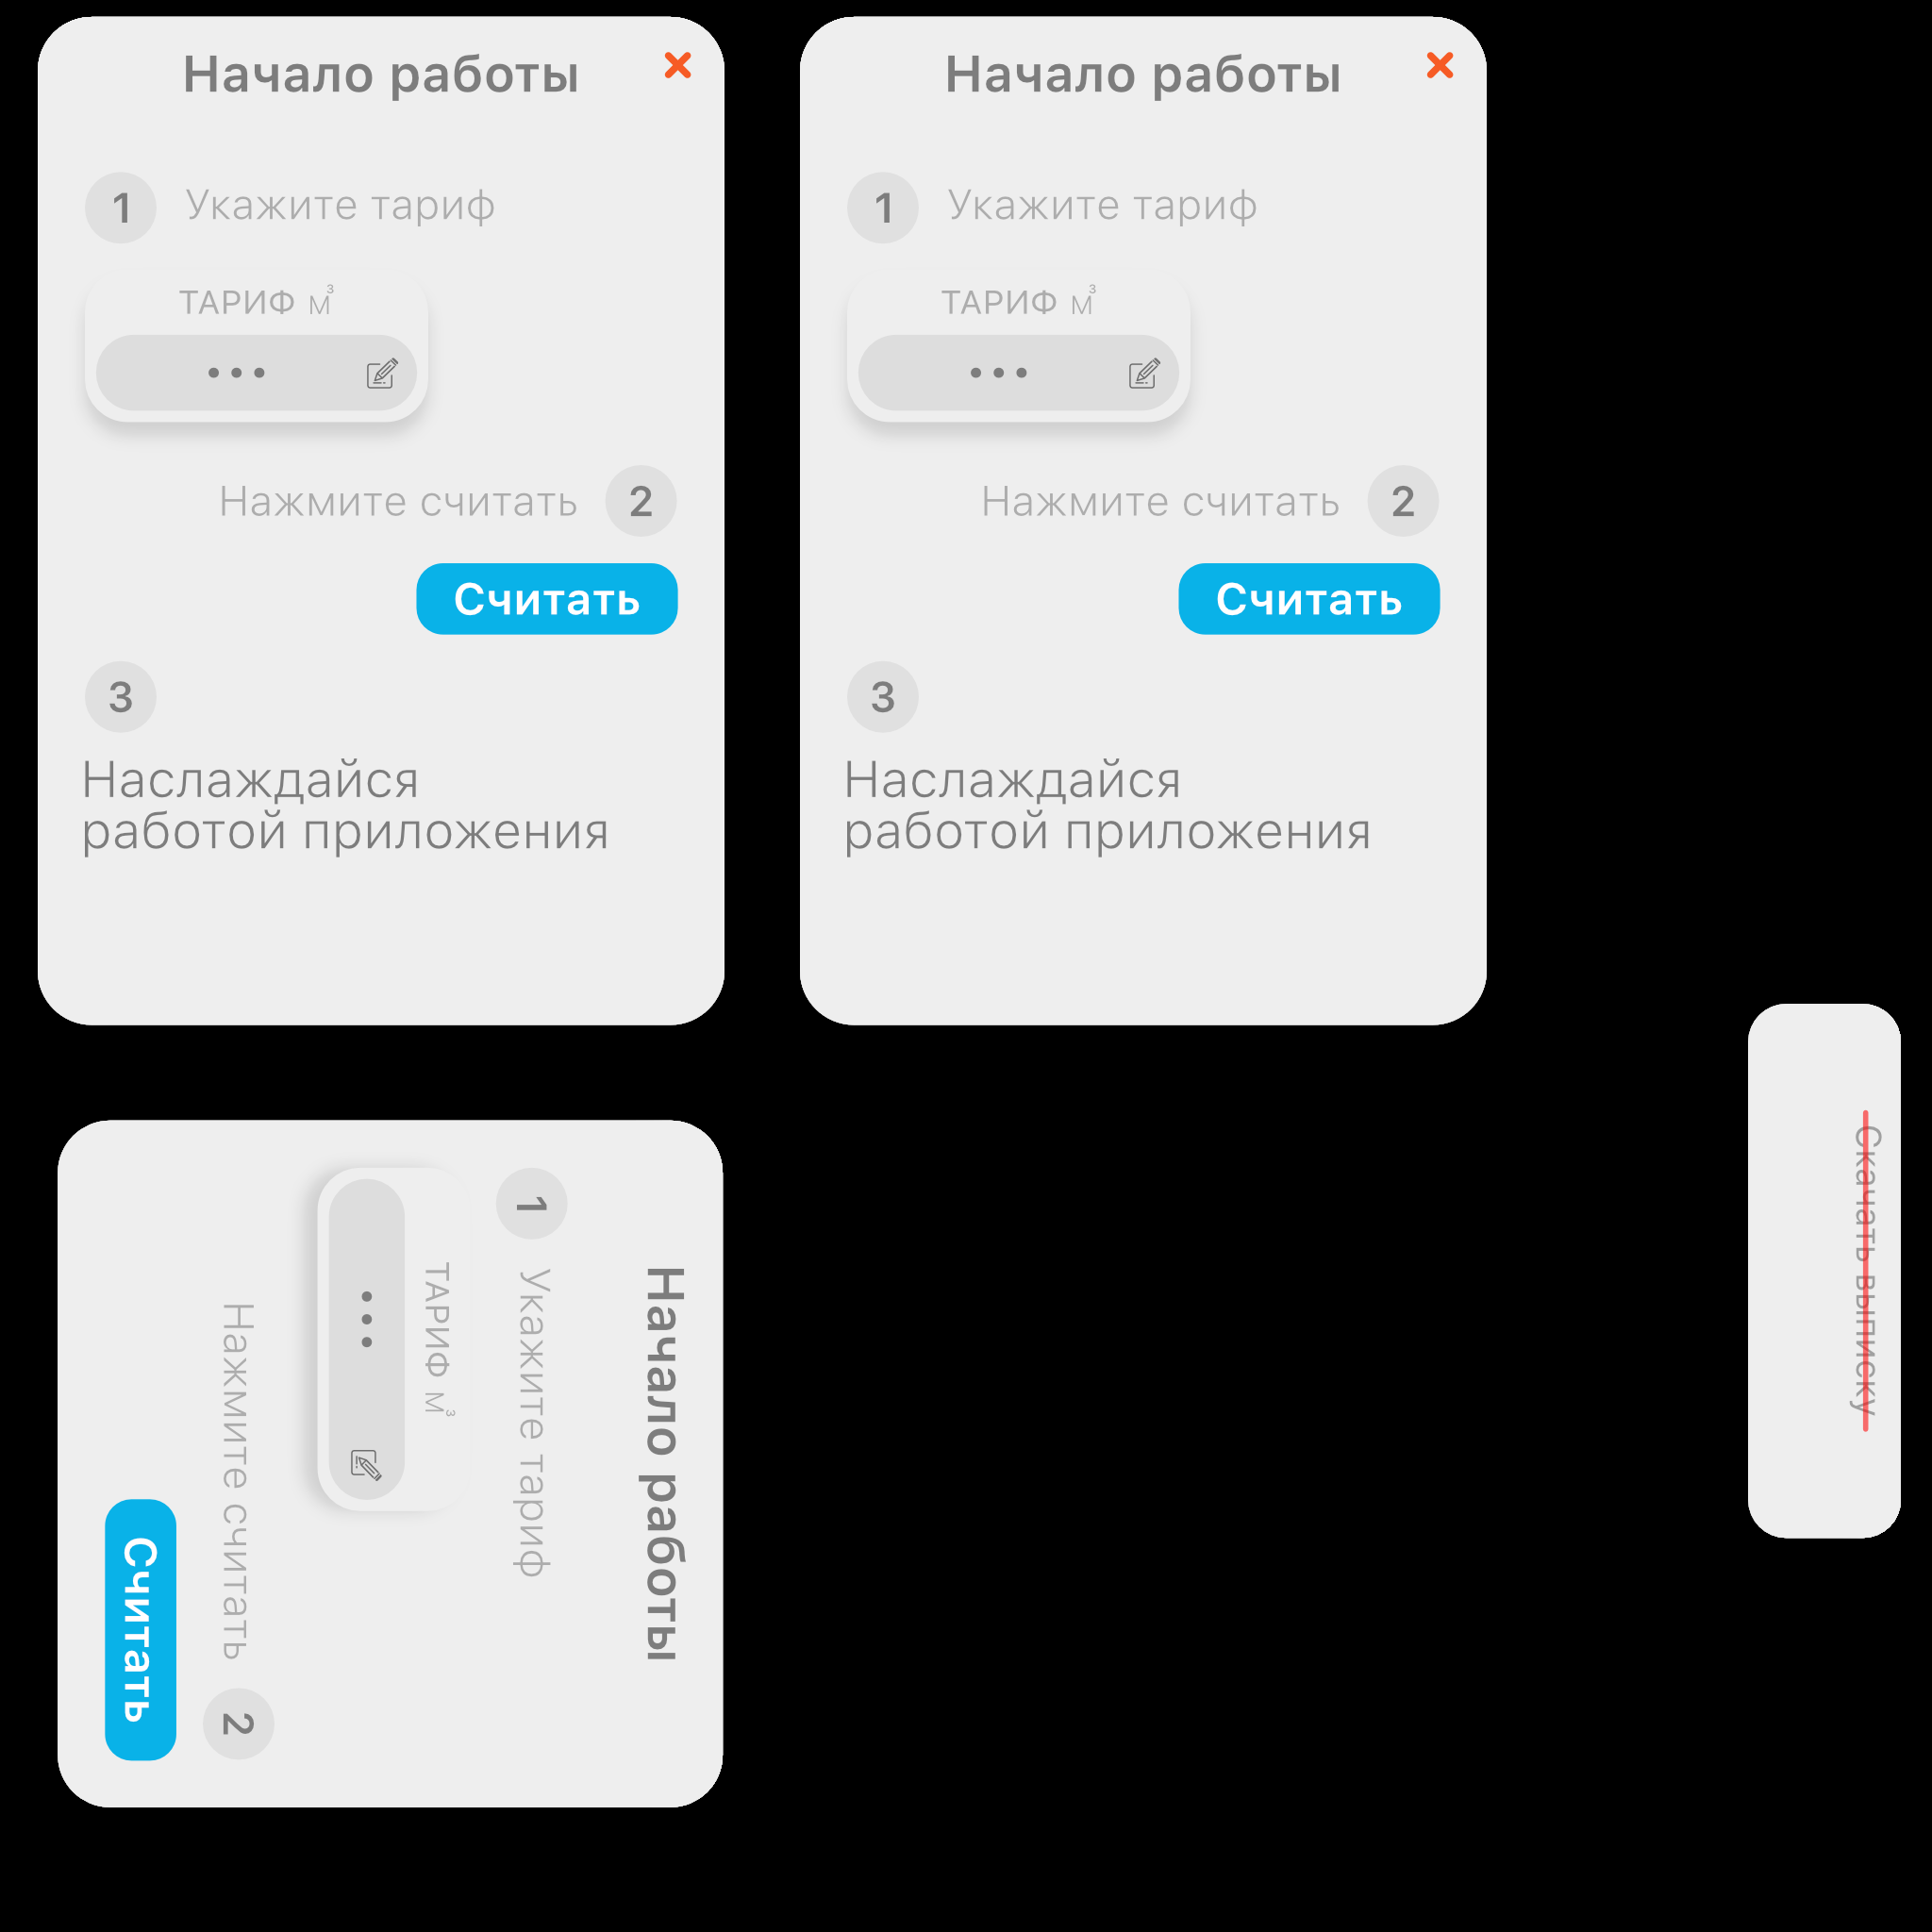 Начало работы
1 Укажите тариф
ТАРИФ м³
Нажмите считать 2
Считать
3
Наслаждайся
работой приложения
Начало работы
1 Укажите тариф
ТАРИФ м³
Нажмите считать 2
Считать
3
Наслаждайся
работой приложения
Начало работы
1 Укажите тариф
ТАРИФ м³
Нажмите считать 2
Считать
Скачать выписку